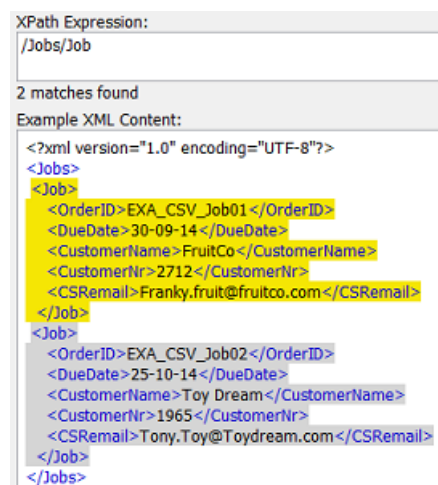 XPath Expression:
/Jobs/Job
2 matches found
Example XML Content:
<?xml version="1.0" encoding="UTF-8"?>
<Jobs>
<Job>
<OrderID>EXA_CSV_Job01</OrderID>
<DueDate>30-09-14</DueDate>
<CustomerName>FruitCo</CustomerName>
<CustomerNr>2712</CustomerNr>
<CSRemail>Franky.fruit@fruitco.com</CSRemail>
</Job>
<Job>
<OrderID>EXA_CSV_Job02</OrderID>
<DueDate>25-10-14</DueDate>
<CustomerName>Toy Dream</CustomerName>
<CustomerNr>1965</CustomerNr>
<CSRemail>Tony.Toy@Toydream.com</CSRemail>
</Job>
</Jobs>